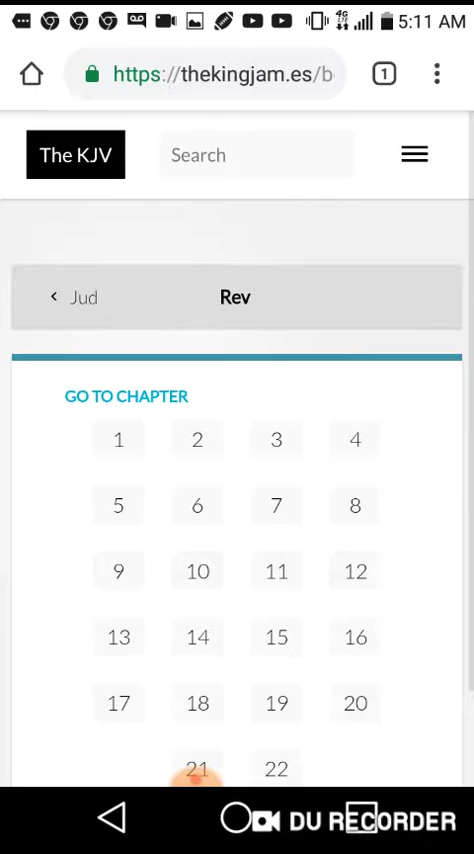 4G LTE 5:11 AM
https://thekingjam.es/b 1
The KJV Search
< Jud Rev
GO TO CHAPTER
1 2 3 4
5 6 7 8
9 10 11 12
13 14 15 16
17 18 19 20
21 22
DU RECORDER